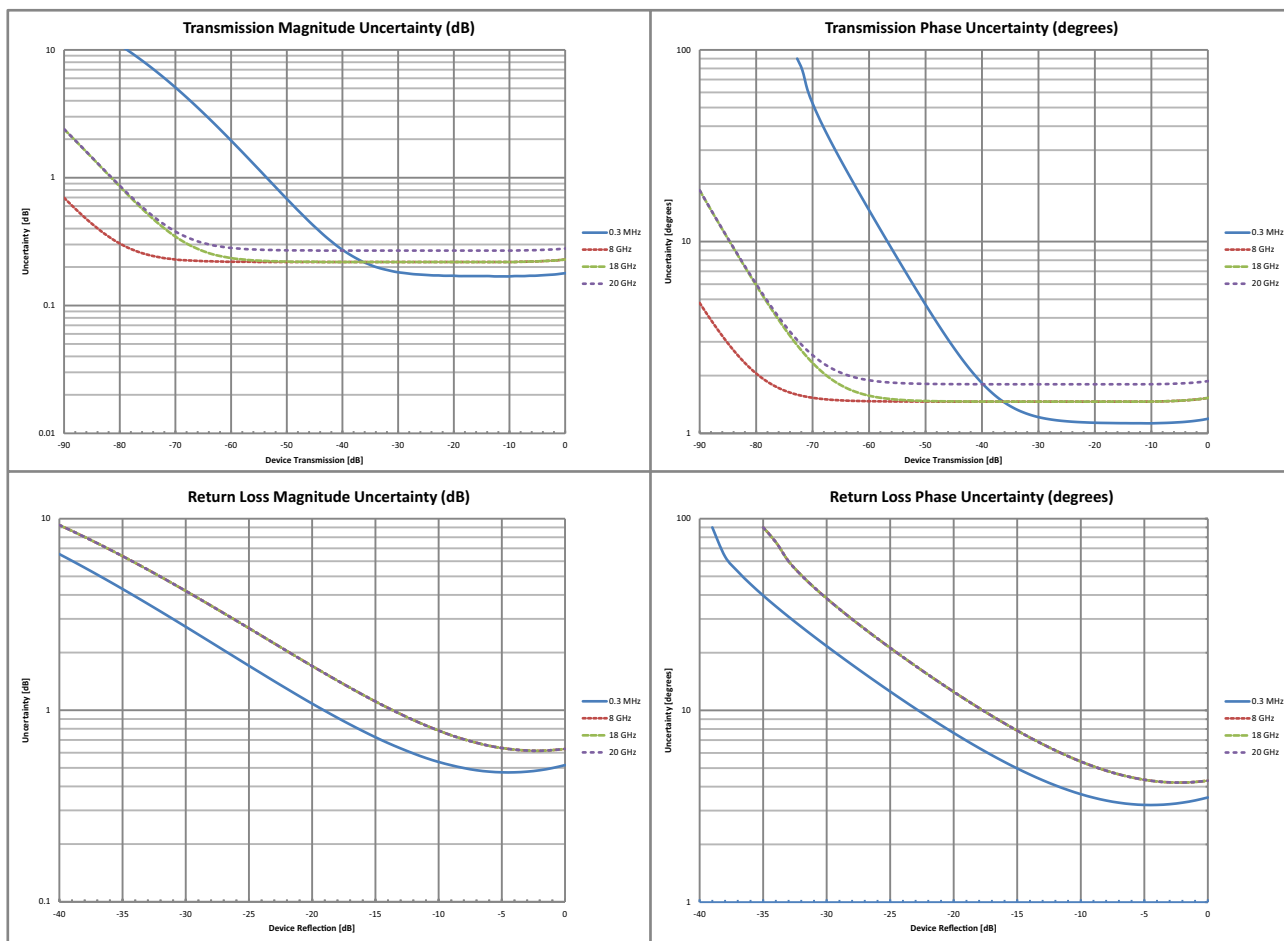 Transmission Magnitude Uncertainty (dB)
10
1
0.1
0.01
Uncertainty [dB]
-90 -80 -70 -60 -50 -40 -30 -20 -10 0
Device Transmission [dB]
0.3 MHz
8 GHz
18 GHz
20 GHz
Transmission Phase Uncertainty (degrees)
100
10
1
Uncertainty [degrees]
-90 -80 -70 -60 -50 -40 -30 -20 -10 0
Device Transmission [dB]
0.3 MHz
8 GHz
18 GHz
20 GHz
Return Loss Magnitude Uncertainty (dB)
10
1
0.1
Uncertainty [dB]
-40 -35 -30 -25 -20 -15 -10 -5 0
Device Reflection [dB]
0.3 MHz
8 GHz
18 GHz
20 GHz
Return Loss Phase Uncertainty (degrees)
100
10
1
Uncertainty [degrees]
-40 -35 -30 -25 -20 -15 -10 -5 0
Device Reflection [dB]
0.3 MHz
8 GHz
18 GHz
20 GHz